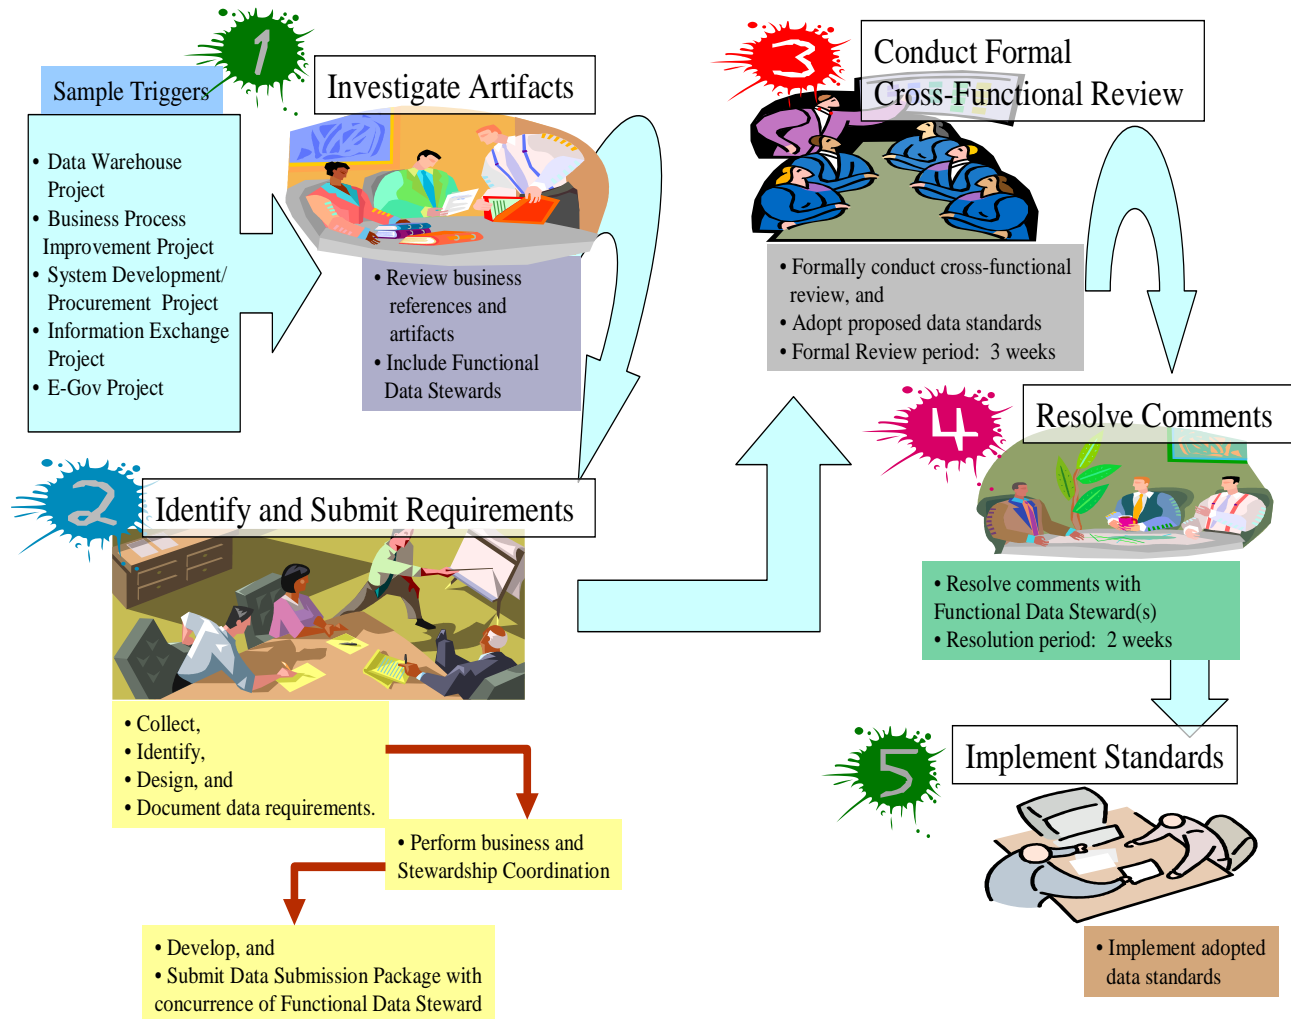 1
Sample Triggers
Investigate Artifacts
• Data Warehouse
Project
• Business Process
Improvement Project
• System Development/
Procurement Project
• Information Exchange
Project
• E-Gov Project
• Review business
references and
artifacts
• Include Functional
Data Stewards
2
Identify and Submit Requirements
• Collect,
• Identify,
• Design, and
• Document data requirements.
• Perform business and
Stewardship Coordination
• Develop, and
• Submit Data Submission Package with
concurrence of Functional Data Steward
3
Conduct Formal
Cross-Functional Review
• Formally conduct cross-functional
review, and
• Adopt proposed data standards
• Formal Review period: 3 weeks
4
Resolve Comments
• Resolve comments with
Functional Data Steward(s)
• Resolution period: 2 weeks
5
Implement Standards
• Implement adopted
data standards